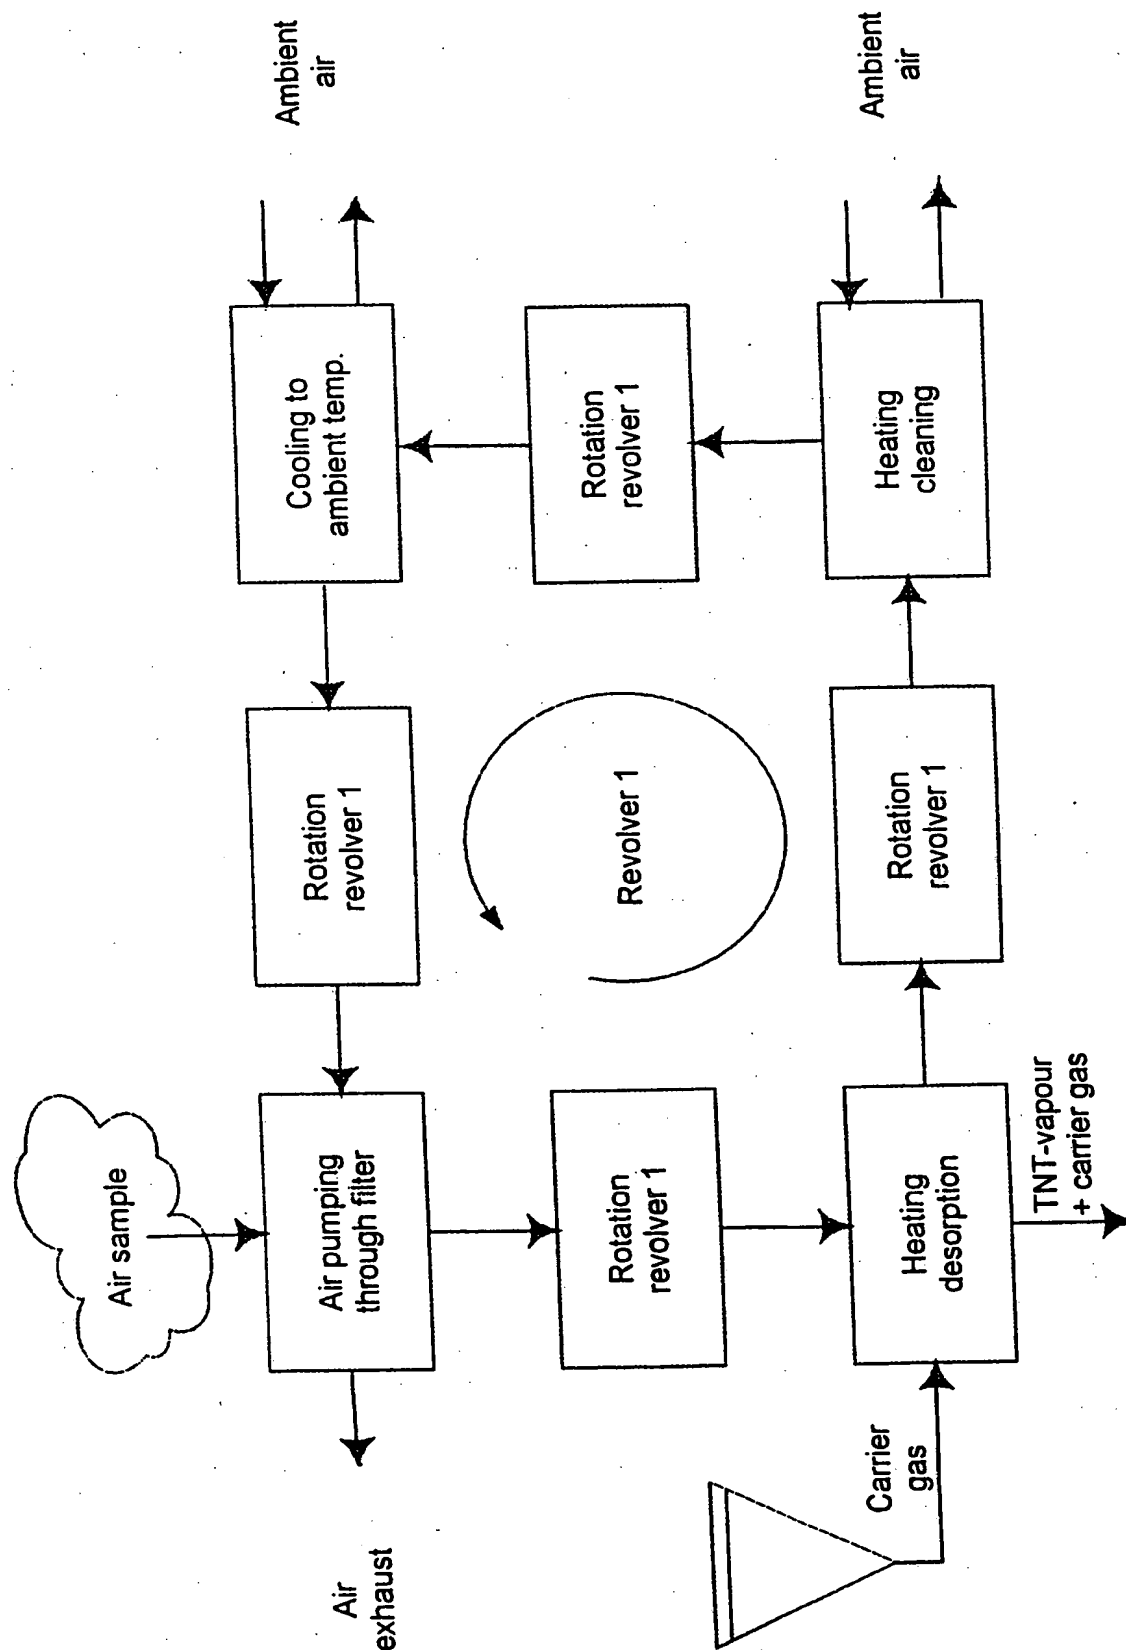 Air sample
Air
exhaust
Air pumping
through filter
Rotation
revolver 1
Cooling to
ambient temp.
Ambient
air
Rotation
revolver 1
Revolver 1
Rotation
revolver 1
Carrier
gas
Heating
desorption
Rotation
revolver 1
Heating
cleaning
Ambient
air
TNT-vapour
+ carrier gas